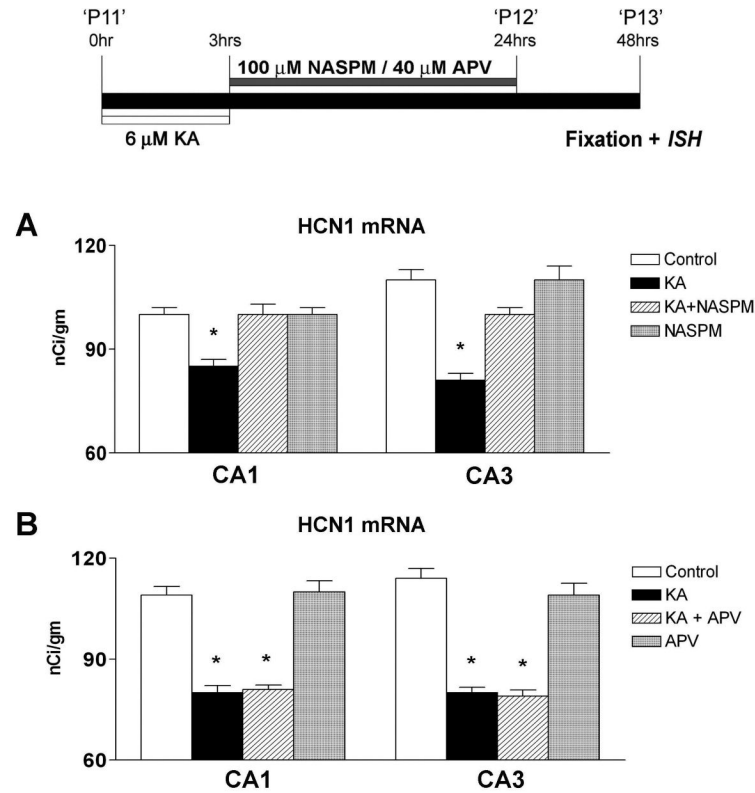 'P11' 'P12' 'P13'
0hr 3hrs 24hrs 48hrs
100 μM NASPM / 40 μM APV
6 μM KA Fixation + ISH
A HCN1 mRNA
120
90
60
nCi/gm
* *
Control
KA
KA+NASPM
NASPM
CA1 CA3
B HCN1 mRNA
120
90
60
nCi/gm
* * * *
Control
KA
KA + APV
APV
CA1 CA3